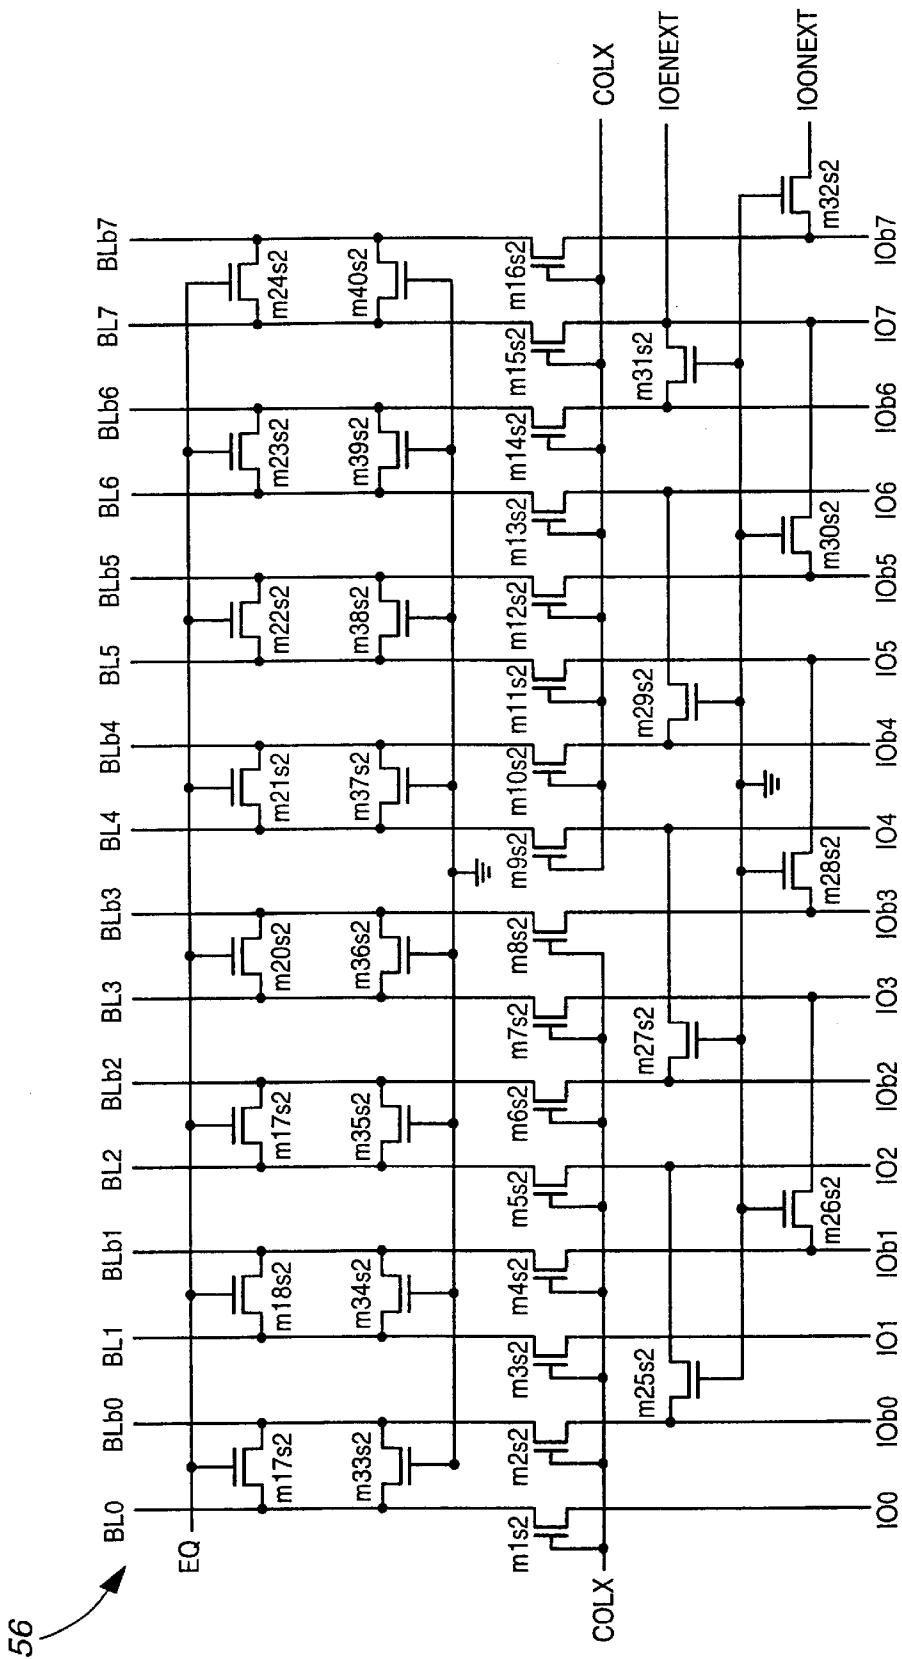 56
BL0 BLb0 BL1 BLb1 BL2 BLb2 BL3 BLb3 BL4 BLb4 BL5 BLb5 BL6 BLb6 BL7 BLb7
EQ
m17s2 m18s2 m17s2 m20s2 m21s2 m22s2 m23s2 m24s2
m33s2 m34s2 m35s2 m36s2 m37s2 m38s2 m39s2 m40s2
m1s2 m2s2 m3s2 m4s2 m5s2 m6s2 m7s2 m8s2 m9s2 m10s2 m11s2 m12s2 m13s2 m14s2 m15s2 m16s2
COLX COLX
m25s2 m27s2 m29s2 m31s2 IOENEXT
m26s2 m28s2 m30s2 m32s2 IOONEXT
IO0 IOb0 IO1 IOb1 IO2 IOb2 IO3 IOb3 IO4 IOb4 IO5 IOb5 IO6 IOb6 IO7 IOb7